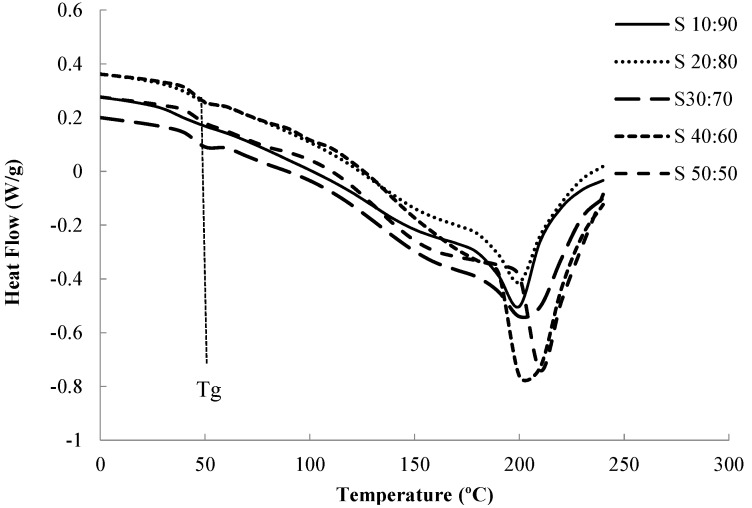 0.6
0.4
0.2
0
-0.2
-0.4
-0.6
-0.8
-1
Heat Flow (W/g)
S 10:90
S 20:80
S30:70
S 40:60
S 50:50
Tg
0 50 100 150 200 250 300
Temperature (ºC)